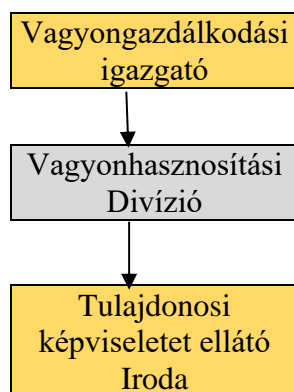 Vagyongazdálkodási
igazgató
Vagyonhasznosítási
Divízió
Tulajdonosi
képviseletet ellátó
Iroda